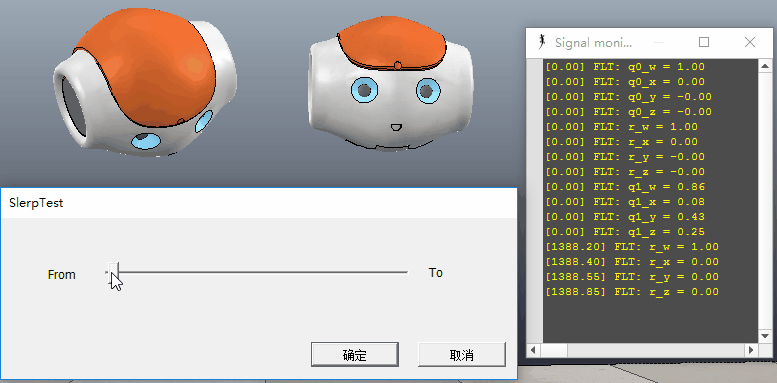 Signal moni...
[0.00] FLT: q0_w = 1.00
[0.00] FLT: q0_x = 0.00
[0.00] FLT: q0_y = -0.00
[0.00] FLT: q0_z = -0.00
[0.00] FLT: r_w = 1.00
[0.00] FLT: r_x = 0.00
[0.00] FLT: r_y = -0.00
[0.00] FLT: r_z = -0.00
[0.00] FLT: q1_w = 0.86
[0.00] FLT: q1_x = 0.08
[0.00] FLT: q1_y = 0.43
[0.00] FLT: q1_z = 0.25
[1388.20] FLT: r_w = 1.00
[1388.40] FLT: r_x = 0.00
[1388.55] FLT: r_y = 0.00
[1388.85] FLT: r_z = 0.00
SlerpTest
From To
确定 取消